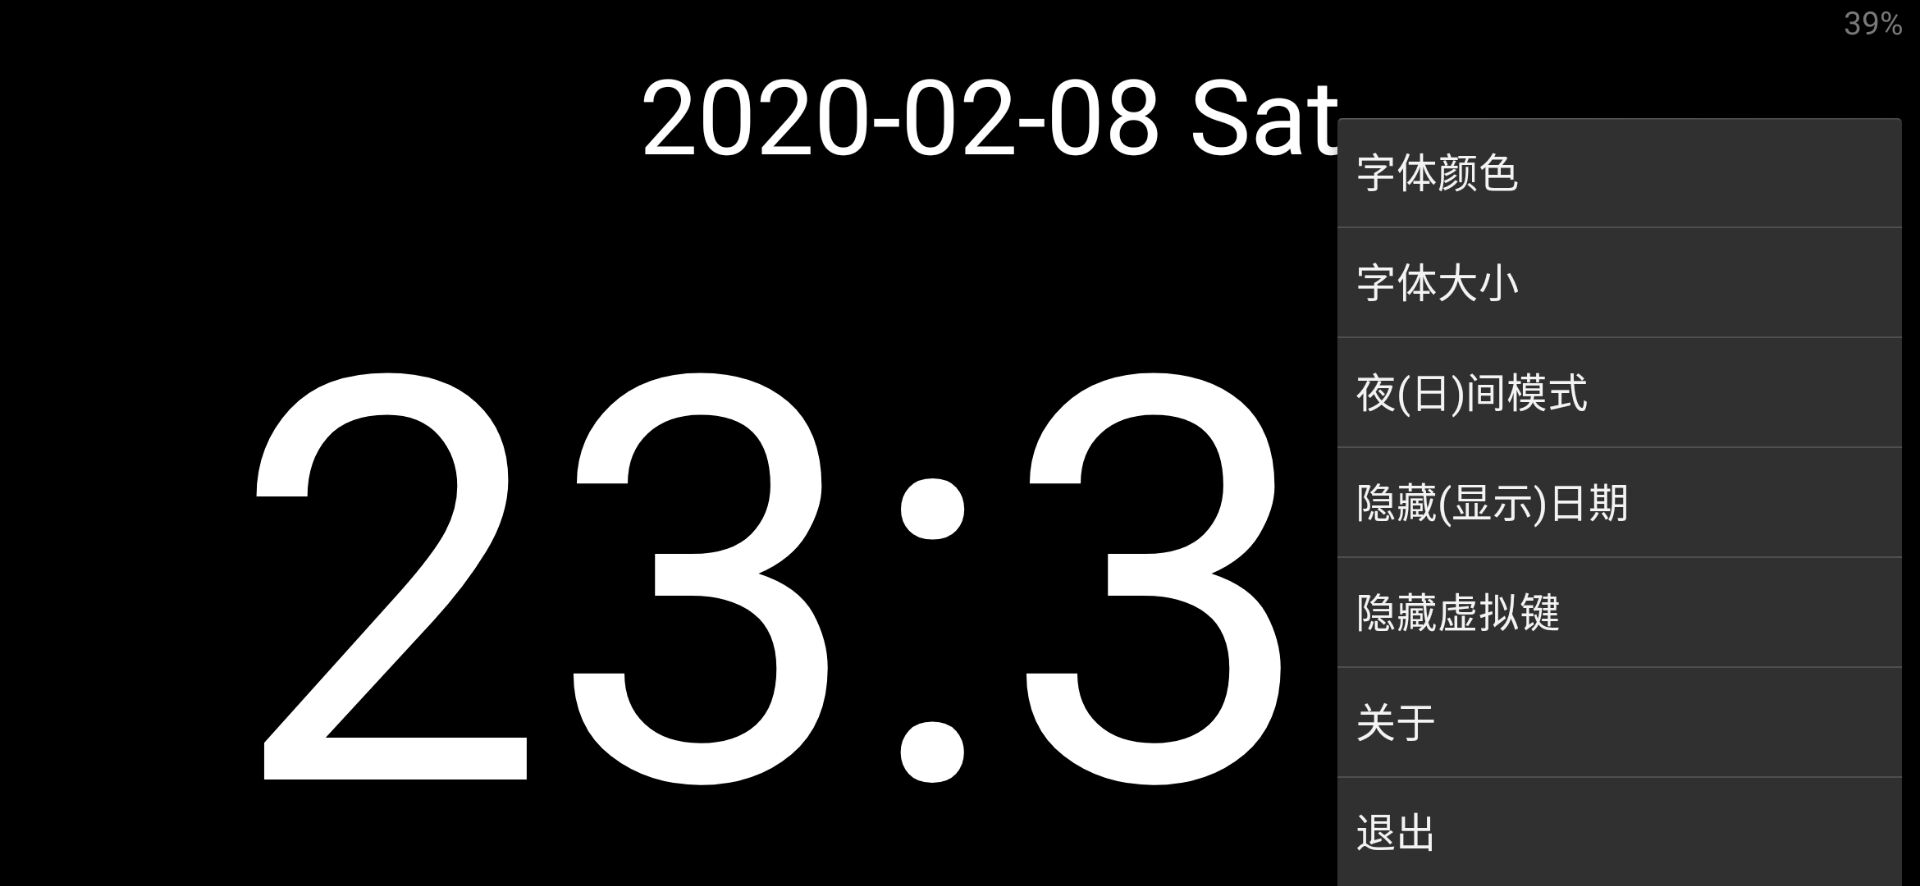 39%
2020-02-08 Sat
23:3
字体颜色
字体大小
夜(日)间模式
隐藏(显示)日期
隐藏虚拟键
关于
退出